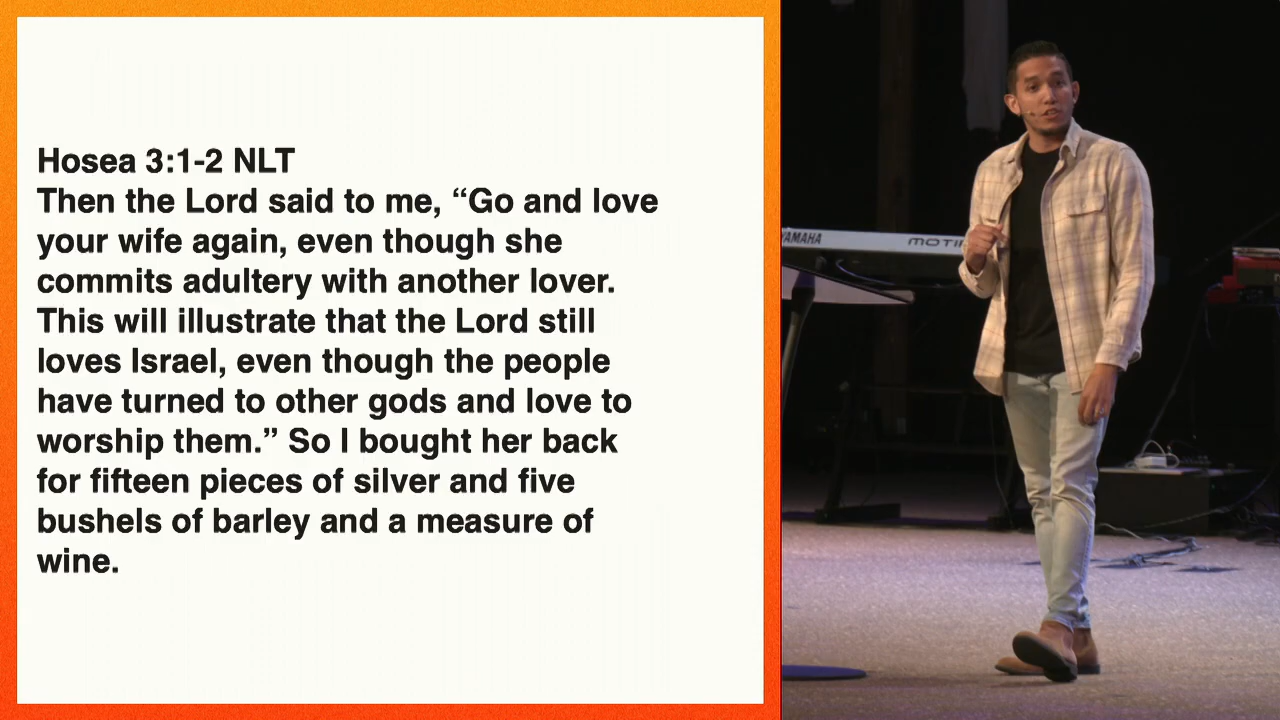 Hosea 3:1-2 NLT
Then the Lord said to me, “Go and love
your wife again, even though she
commits adultery with another lover.
This will illustrate that the Lord still
loves Israel, even though the people
have turned to other gods and love to
worship them.” So I bought her back
for fifteen pieces of silver and five
bushels of barley and a measure of
wine.
YAMAHA